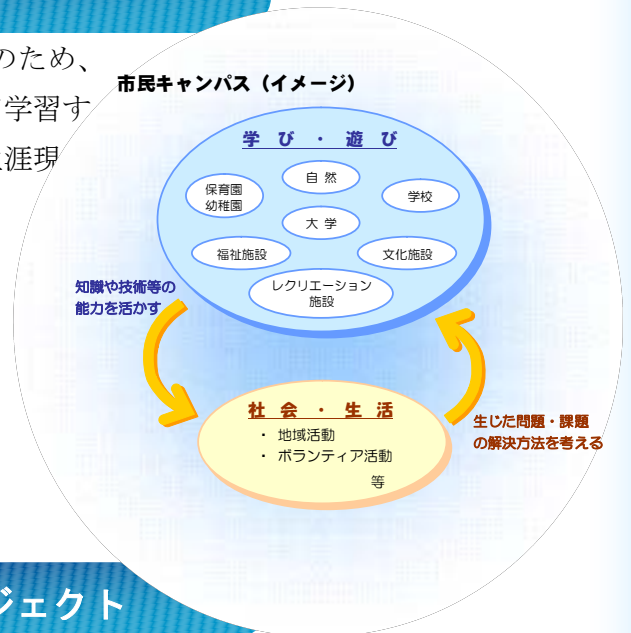 のため、
学習す
涯現
市民キャンパス（イメージ）
学 び ・ 遊 び
自 然
保育園
幼稚園
学校
大 学
福祉施設
文化施設
レクリエーション
施設
知識や技術等の
能力を活かす
社 会 ・ 生 活
・ 地域活動
・ ボランティア活動
等
生じた問題・課題
の解決方法を考える
ジェクト